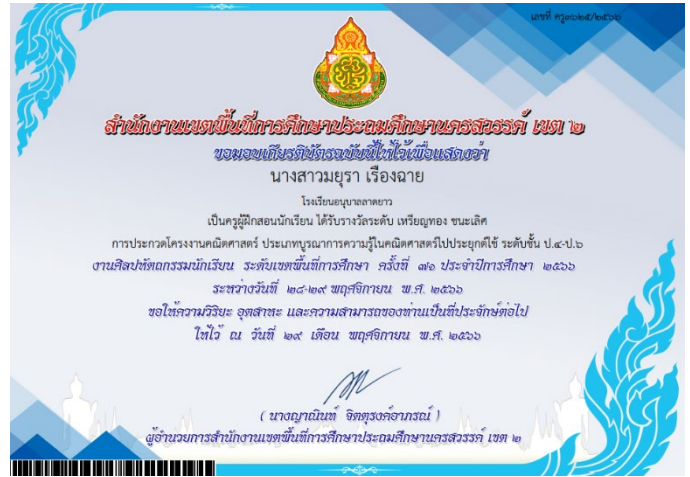 สำนักงานเขตพื้นที่การศึกษาประถมศึกษานครสวรรค์ เขต ๒
ขอมอบเกียรติบัตรฉบับนี้ให้ไว้เพื่อแสดงว่า
นางสาวมยุรา เรืองฉาย
โรงเรียนอนุบาลลาดยาว
เป็นครูผู้ฝึกสอนนักเรียน ได้รับรางวัลระดับ เหรียญทอง ชนะเลิศ
การประกวดโครงงานคณิตศาสตร์ ประเภทบูรณาการความรู้ในคณิตศาสตร์ไปประยุกต์ใช้ ระดับชั้น ป.๔-ป.๖
งานศิลปหัตถกรรมนักเรียน ระดับเขตพื้นที่การศึกษา ครั้งที่ ๗๑ ประจำปีการศึกษา ๒๕๖๖
ระหว่างวันที่ ๒๘-๒๙ พฤศจิกายน พ.ศ. ๒๕๖๖
ขอให้ความวิริยะ อุตสาหะ และความสามารถของท่านเป็นที่ประจักษ์ต่อไป
ให้ไว้ ณ วันที่ ๒๙ เดือน พฤศจิกายน พ.ศ. ๒๕๖๖
( นางญาณินท์ จิตตุรงค์อาภรณ์ )
ผู้อำนวยการสำนักงานเขตพื้นที่การศึกษาประถมศึกษานครสวรรค์ เขต ๒